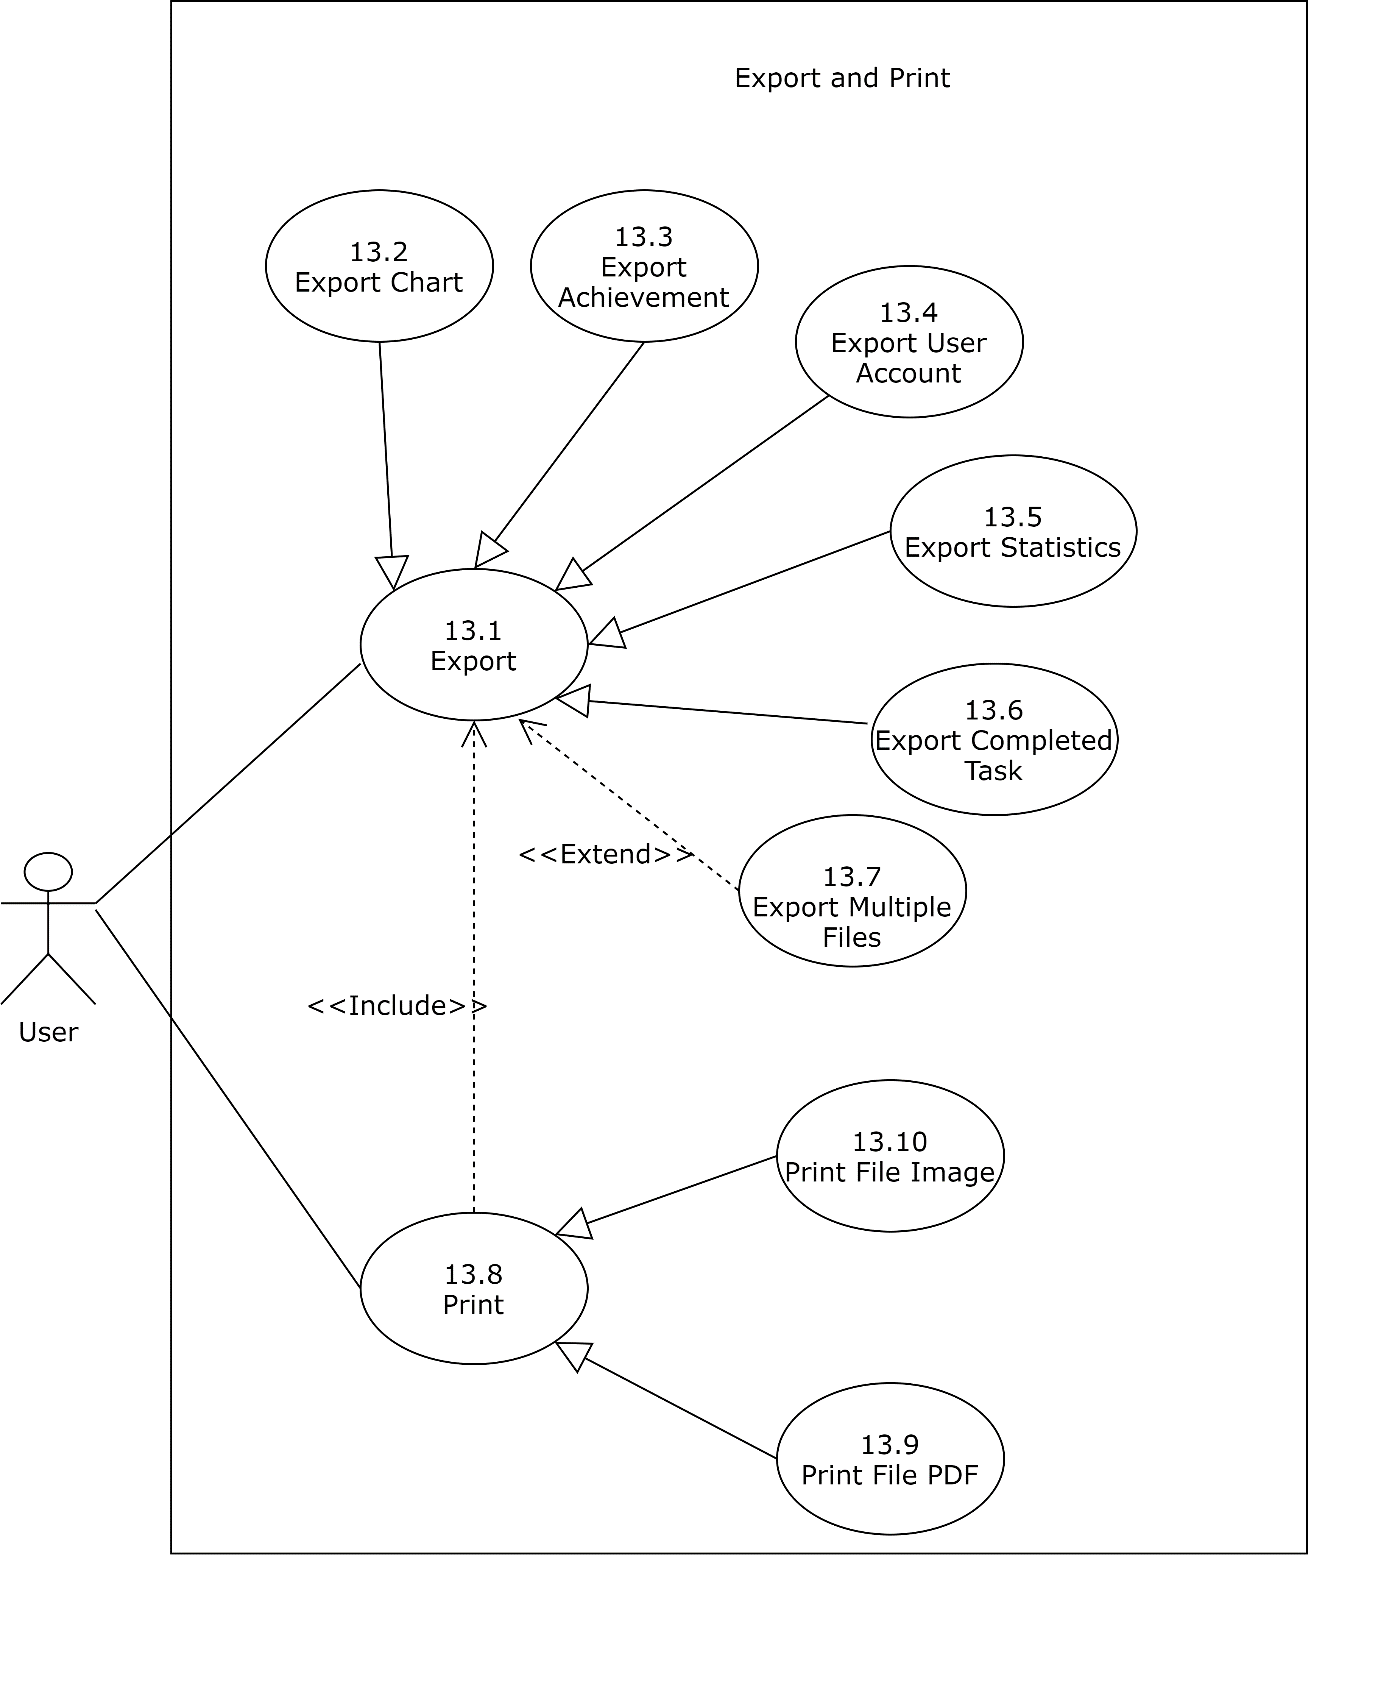 Export and Print
13.2
Export Chart
13.3
Export
Achievement
13.4
Export User
Account
13.5
Export Statistics
13.1
Export
13.6
Export Completed
Task
<<Extend>>
13.7
Export Multiple
Files
<<Include>>
User
13.10
Print File Image
13.8
Print
13.9
Print File PDF